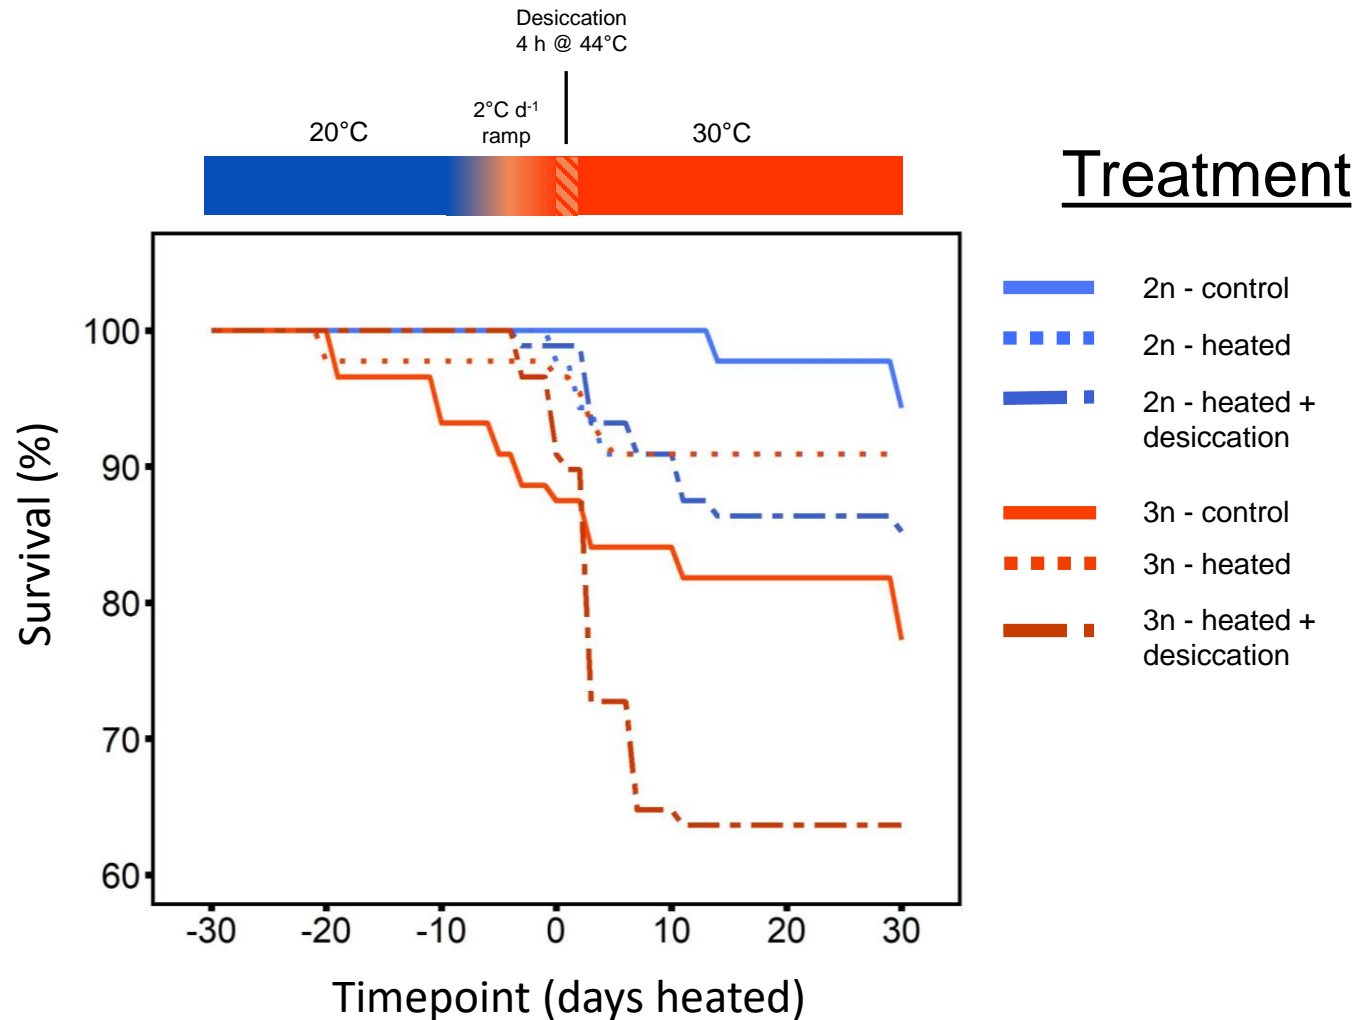 Desiccation
4 h @ 44°C
20°C
2°C d-1
ramp
30°C
Treatment
2n - control
2n - heated
2n - heated +
desiccation
3n - control
3n - heated
3n - heated +
desiccation
Survival (%)
100
90
80
70
60
-30 -20 -10 0 10 20 30
Timepoint (days heated)